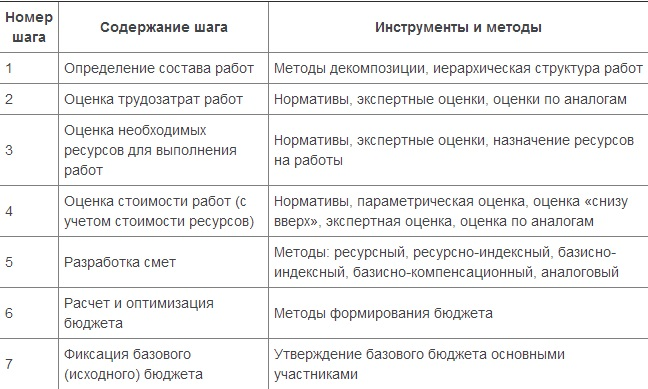 Номер
шага
Содержание шага
Инструменты и методы
1
Определение состава работ
Методы декомпозиции, иерархическая структура работ
2
Оценка трудозатрат работ
Нормативы, экспертные оценки, оценки по аналогам
3
Оценка необходимых
ресурсов для выполнения
работ
Нормативы, экспертные оценки, назначение ресурсов
на работы
4
Оценка стоимости работ (с
учетом стоимости ресурсов)
Нормативы, параметрическая оценка, оценка «снизу
вверх», экспертная оценка, оценка по аналогам
5
Разработка смет
Методы: ресурсный, ресурсно-индексный, базисно-
индексный, базисно-компенсационный, аналоговый
6
Расчет и оптимизация
бюджета
Методы формирования бюджета
7
Фиксация базового
(исходного) бюджета
Утверждение базового бюджета основными
участниками